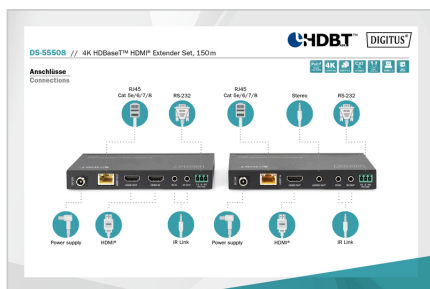 HDBT™
DIGITUS®
DS-55508 // 4K HDBaseT™ HDMI® Extender Set, 150 m
Anschlüsse
Connections
RJ45
Cat 5e/6/7/8
RS-232
RJ45
Cat 5e/6/7/8
Stereo
RS-232
4K
Power supply
HDMI®
IR Link
Power supply
HDMI®
IR Link